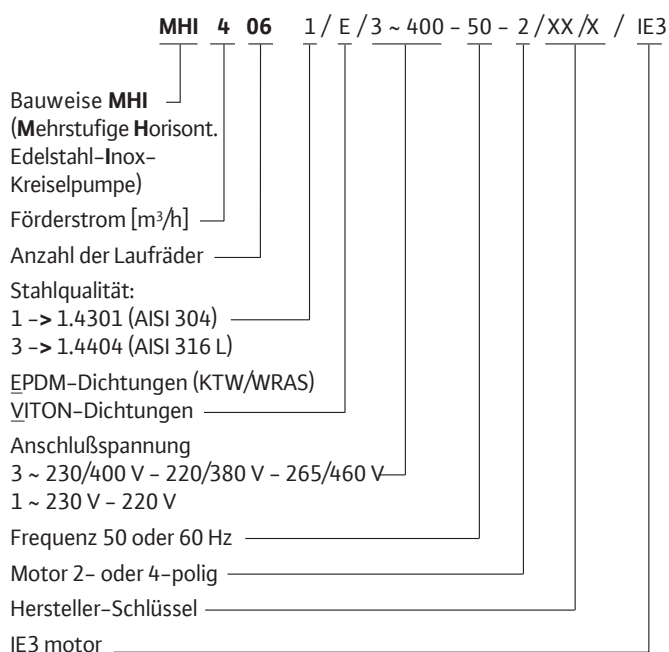 MHI 4 06 1 / E / 3 ~ 400 – 50 – 2 / XX /X / IE3
Bauweise MHI
(Mehrstufige Horisont.
Edelstahl–Inox–
Kreiselpumpe)
Förderstrom [m³/h]
Anzahl der Laufräder
Stahlqualität:
1 –> 1.4301 (AISI 304)
3 –> 1.4404 (AISI 316 L)
EPDM–Dichtungen (KTW/WRAS)
VITON–Dichtungen
Anschlußspannung
3 ~ 230/400 V – 220/380 V – 265/460 V
1 ~ 230 V – 220 V
Frequenz 50 oder 60 Hz
Motor 2– oder 4–polig
Hersteller–Schlüssel
IE3 motor